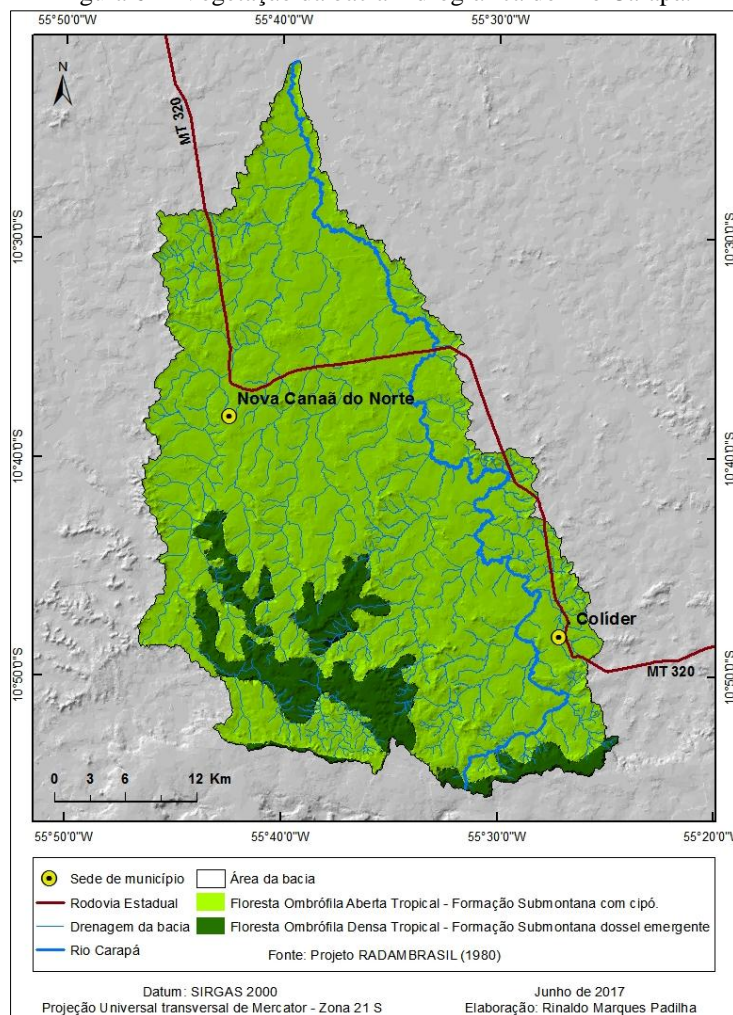 55°50'0"W 55°40'0"W 55°30'0"W
N
MT 320
10°30'0"S 10°30'0"S
Nova Canaã do Norte
10°40'0"S 10°40'0"S
Colíder
10°50'0"S 10°50'0"S
MT 320
0 3 6 12 Km
55°50'0"W 55°40'0"W 55°30'0"W 55°20'0"W
Sede de município Área da bacia
Rodovia Estadual Floresta Ombrófila Aberta Tropical - Formação Submontana com cipó.
Drenagem da bacia Floresta Ombrófila Densa Tropical - Formação Submontana dossel emergente
Rio Carapá Fonte: Projeto RADAMBRASIL (1980)
Datum: SIRGAS 2000 Junho de 2017
Projeção Universal transversal de Mercator - Zona 21 S Elaboração: Rinaldo Marques Padilha